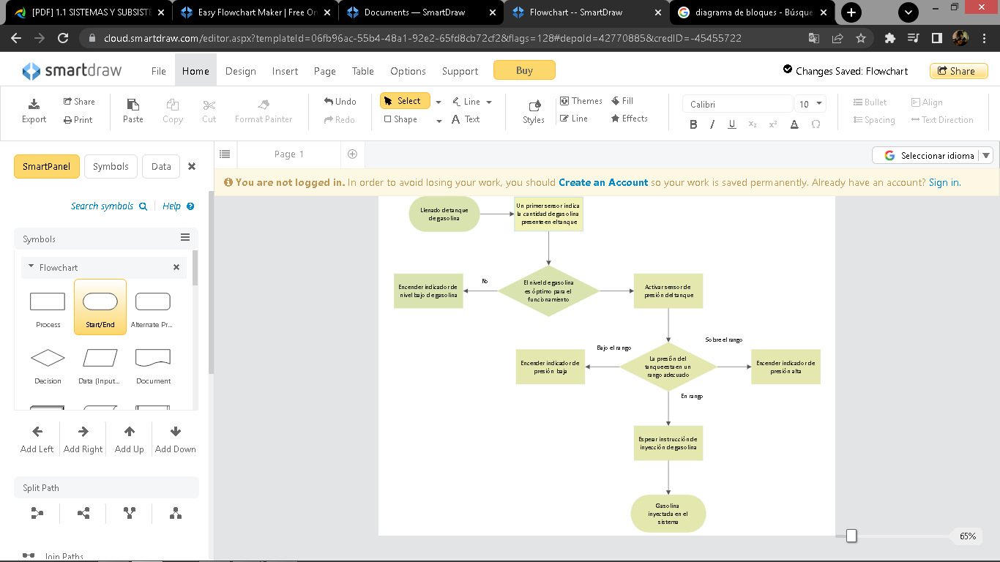 [PDF] 1.1 SISTEMAS Y SUBSISTE
Easy Flowchart Maker | Free On
Documents — SmartDraw
Flowchart -- SmartDraw
diagrama de bloques - Búsque
cloud.smartdraw.com/editor.aspx?templateId=06fb96ac-55b4-48a1-92e2-65fd8cb72cf2&flags=128#depoId=42770885&credID=-45455722
smartdraw
File Home Design Insert Page Table Options Support Buy
Changes Saved: Flowchart
Share
Export
Share
Print
Paste
Copy
Cut
Format Painter
Undo
Redo
Select
Shape
Line
Text
Styles
Themes
Line
Fill
Effects
Calibri
10
B I U x₂ x² A Ω
Bullet
Spacing
Align
Text Direction
SmartPanel Symbols Data
Page 1
G Seleccionar idioma
You are not logged in. In order to avoid losing your work, you should Create an Account so your work is saved permanently. Already have an account? Sign in.
Search symbols
Help
Symbols
Flowchart
Process
Start/End
Alternate Pr...
Decision
Data (Input...
Document
Add Left
Add Right
Add Up
Add Down
Split Path
Join Paths
Llenado de tanque
de gasolina
Un primer sensor indica
la cantidad de gasolina
presente en el tanque
Encender indicador de
nivel bajo de gasolina
No
El nivel de gasolina
es óptimo para el
funcionamiento
Activar sensor de
presión del tanque
Bajo el rango
Sobre el rango
Encender indicador de
presión baja
La presión del
tanque esta en un
rango adecuado
Encender indicador de
presión alta
En rango
Esperar instrucción de
inyección de gasolina
Gasolina
inyectada en el
sistema
65%